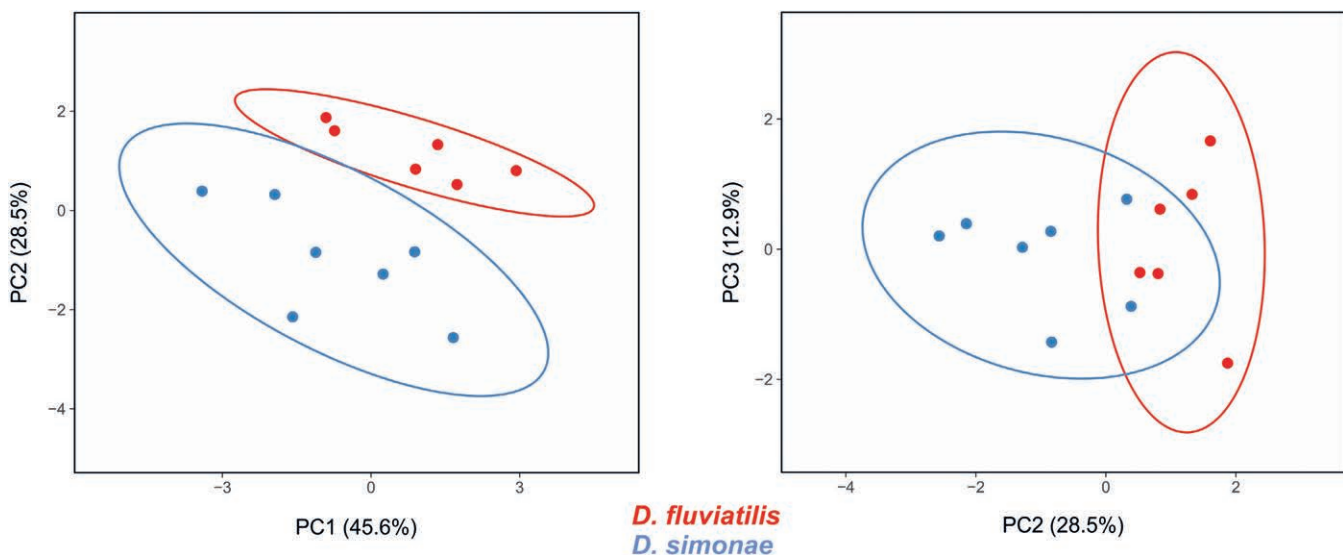 PC2 (28.5%)
2
0
−2
−4
−3
0
3
PC1 (45.6%)
PC3 (12.9%)
2
0
−2
−4
−2
0
2
PC2 (28.5%)
D. fluviatilis
D. simonae